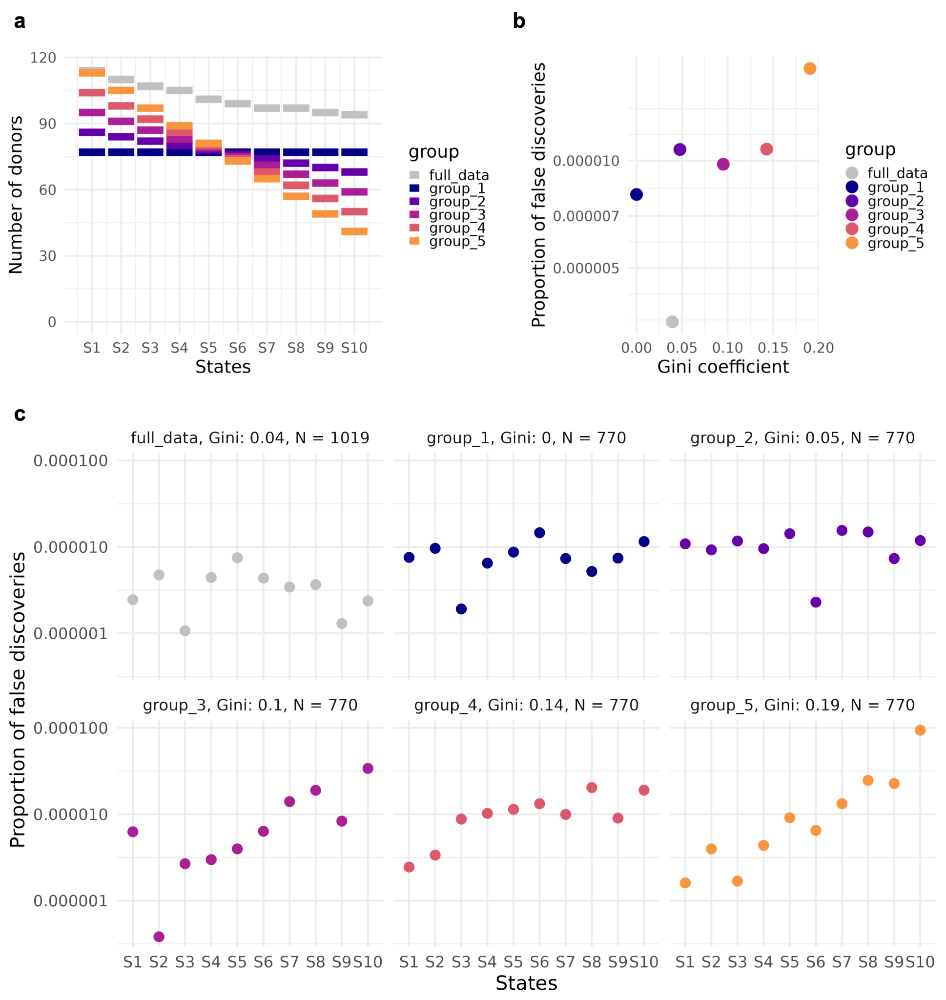 a
b
120
90
60
30
0
Number of donors
S1 S2 S3 S4 S5 S6 S7 S8 S9 S10
States
group
full_data
group_1
group_2
group_3
group_4
group_5
Proportion of false discoveries
0.000010
0.000007
0.000005
0.00 0.05 0.10 0.15 0.20
Gini coefficient
group
full_data
group_1
group_2
group_3
group_4
group_5
c
Proportion of false discoveries
full_data, Gini: 0.04, N = 1019
group_1, Gini: 0, N = 770
group_2, Gini: 0.05, N = 770
0.000100
0.000010
0.000001
group_3, Gini: 0.1, N = 770
group_4, Gini: 0.14, N = 770
group_5, Gini: 0.19, N = 770
0.000100
0.000010
0.000001
S1 S2 S3 S4 S5 S6 S7 S8 S9 S10
S1 S2 S3 S4 S5 S6 S7 S8 S9 S10
S1 S2 S3 S4 S5 S6 S7 S8 S9 S10
States